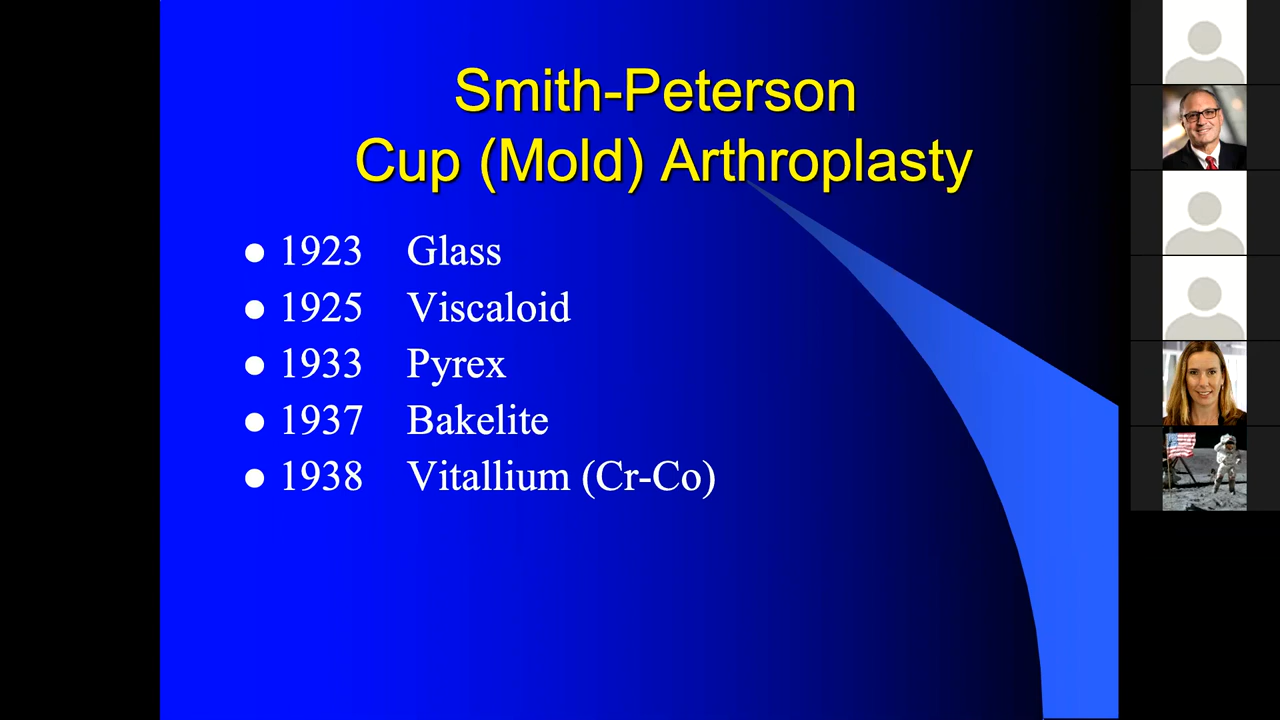 Smith-Peterson
Cup (Mold) Arthroplasty
● 1923 Glass
● 1925 Viscaloid
● 1933 Pyrex
● 1937 Bakelite
● 1938 Vitallium (Cr-Co)